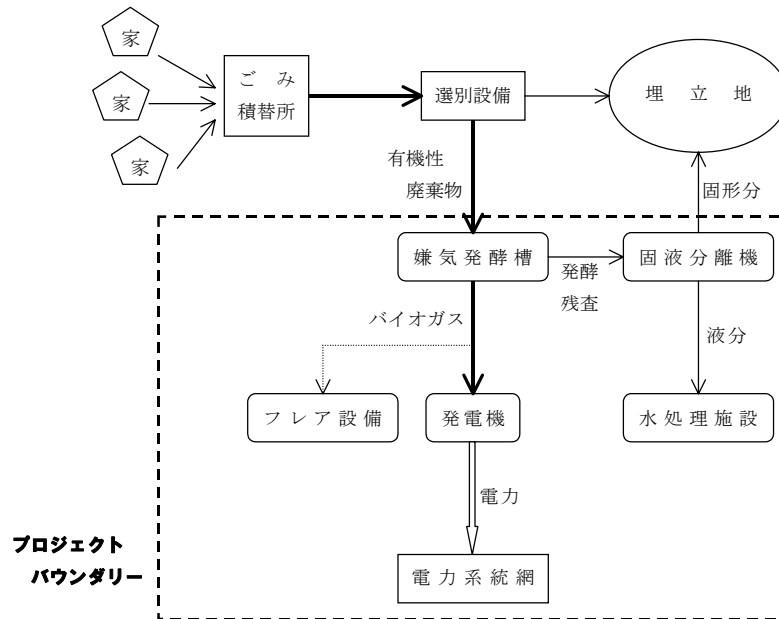 家
家
家
ごみ
積替所
選別設備
埋立地
有機性
廃棄物
固形分
嫌気発酵槽
発酵
残査
固液分離機
バイオガス
液分
フレア設備
発電機
水処理施設
電力
電力系統網
プロジェクト
バウンダリー